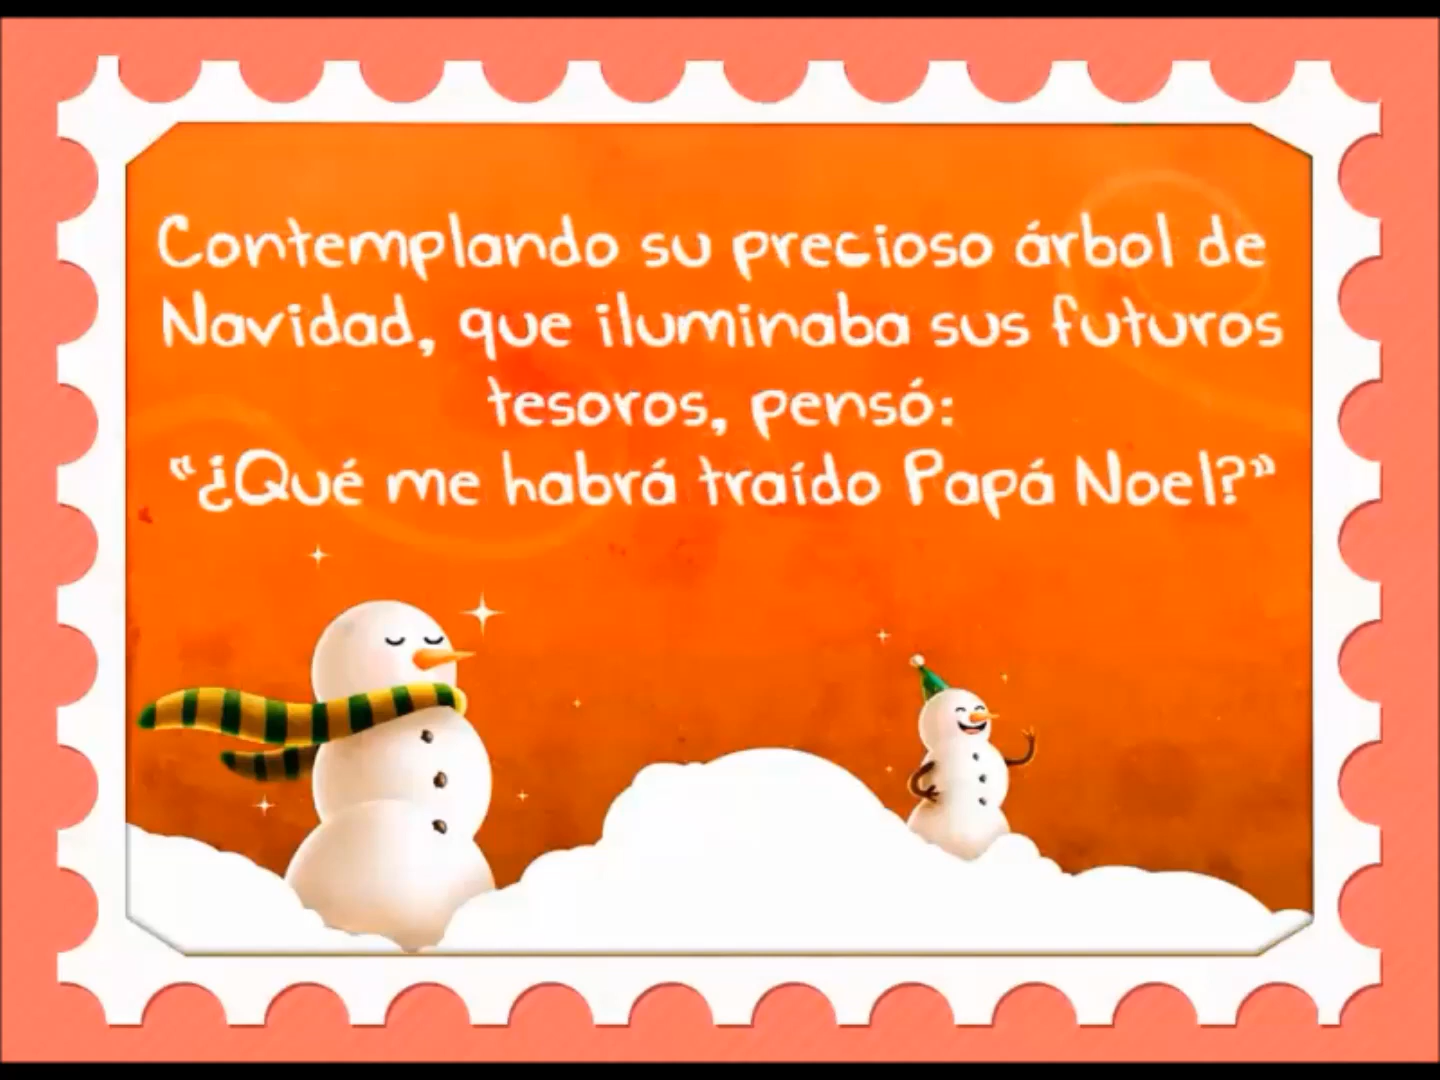 Contemplando su precioso árbol de
Navidad, que iluminaba sus futuros
tesoros, pensó:
“¿Qué me habrá traído Papá Noel?”